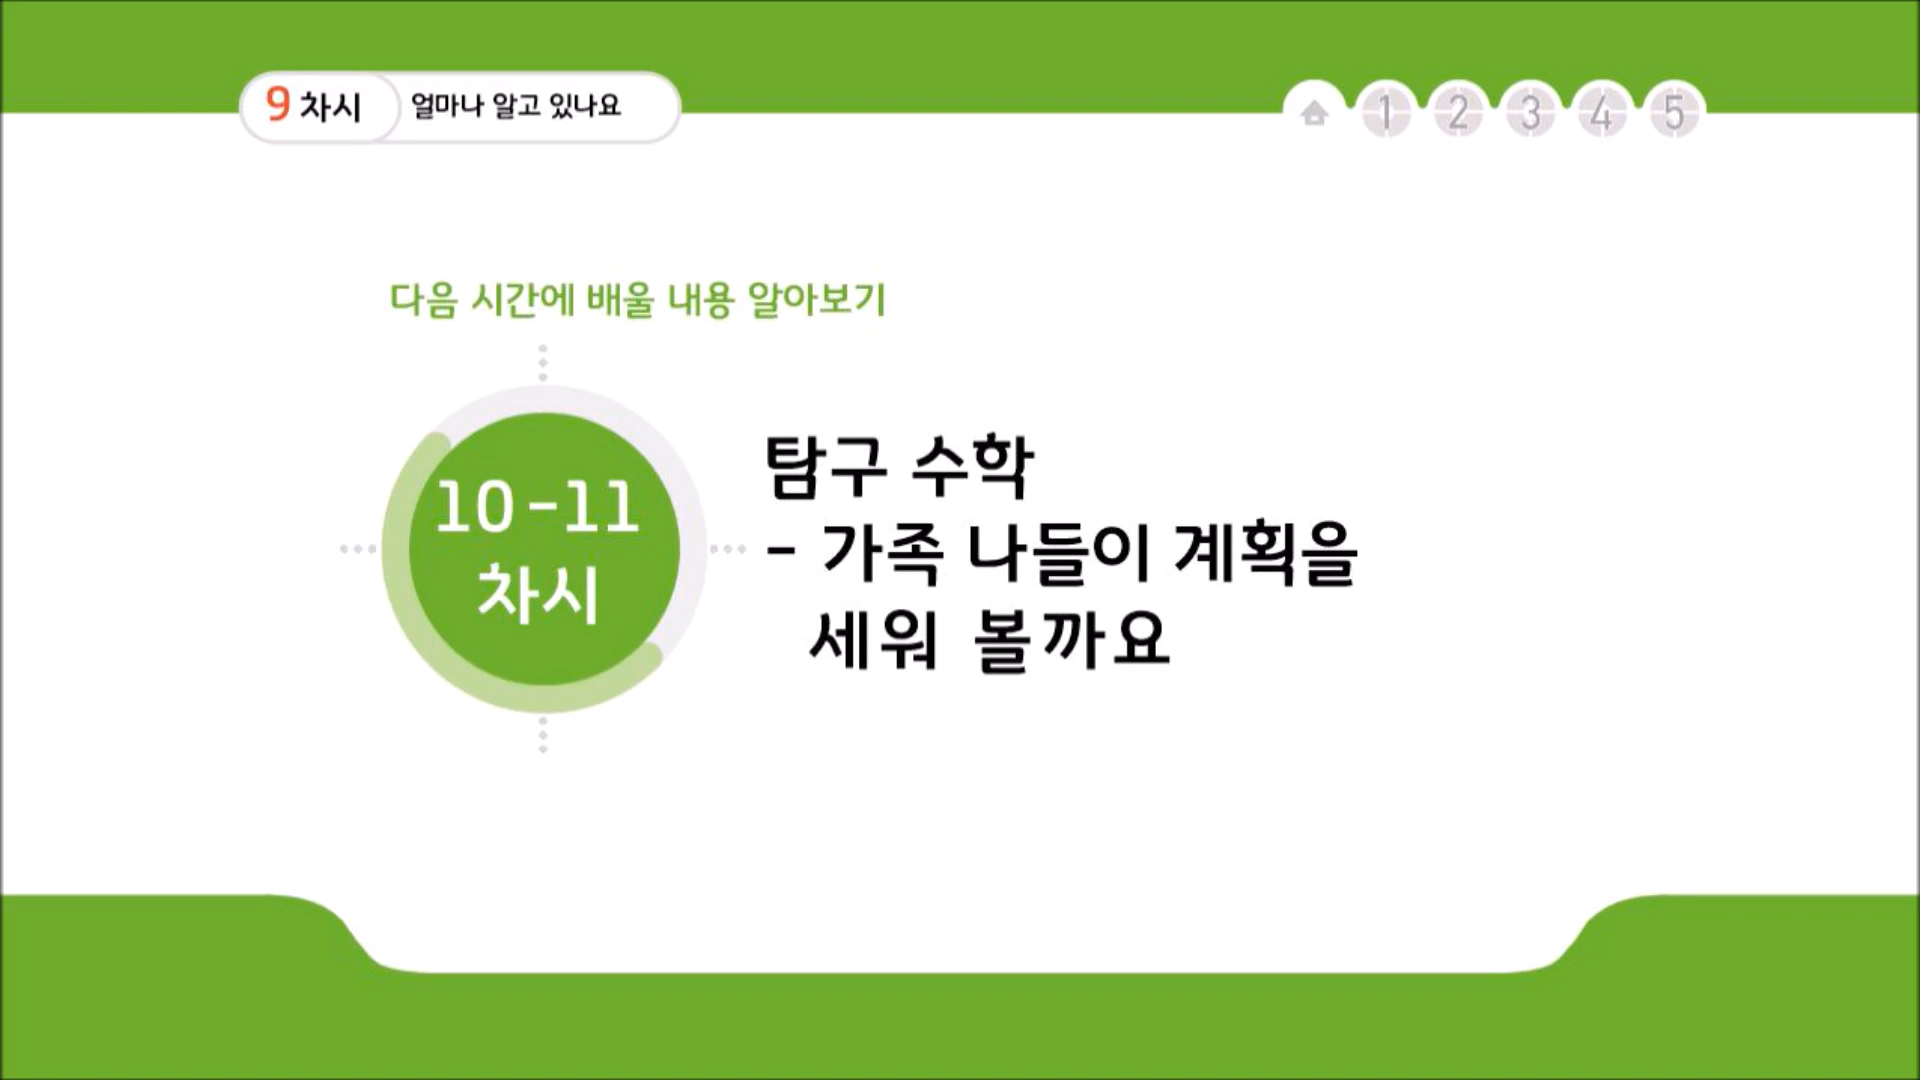 9 차시 얼마나 알고 있나요
1 2 3 4 5
다음 시간에 배울 내용 알아보기
10-11
차시
탐구 수학
- 가족 나들이 계획을
세워 볼까요